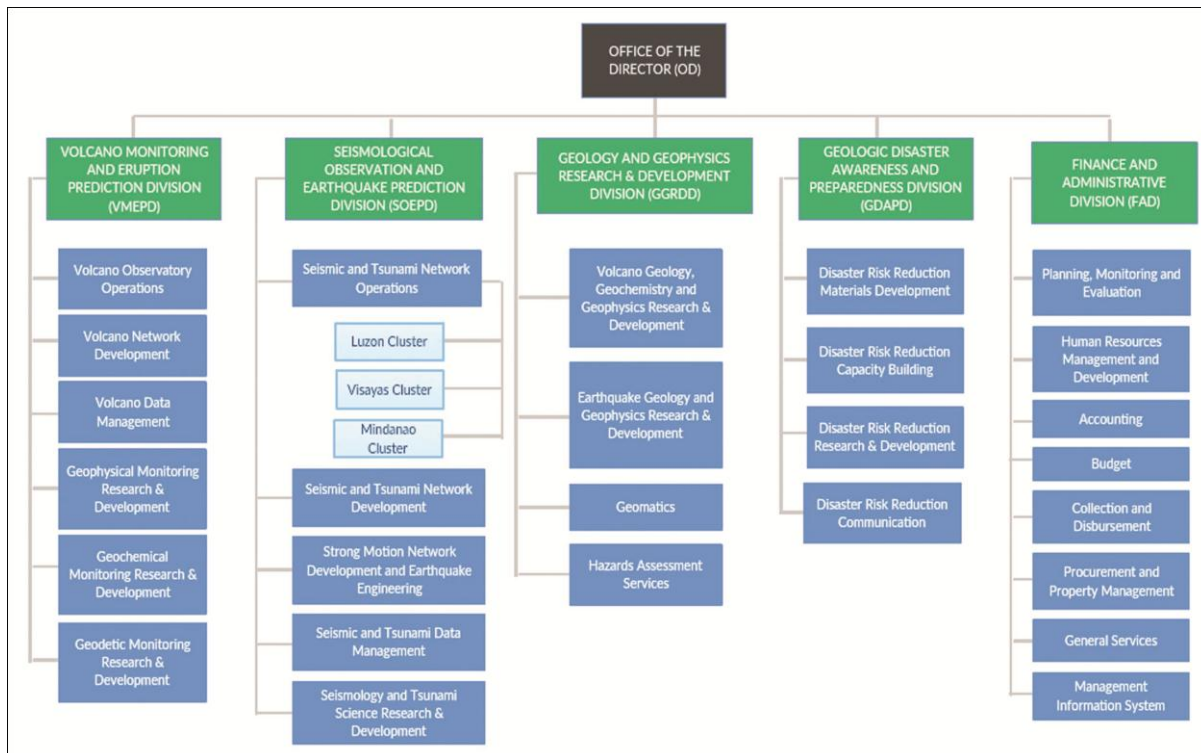 OFFICE OF THE
DIRECTOR (OD)
VOLCANO MONITORING
AND ERUPTION
PREDICTION DIVISION
(VMEPD)
Volcano Observatory
Operations
Volcano Network
Development
Volcano Data
Management
Geophysical Monitoring
Research &
Development
Geochemical
Monitoring Research &
Development
Geodetic Monitoring
Research &
Development
SEISMOLOGICAL
OBSERVATION AND
EARTHQUAKE PREDICTION
DIVISION (SOEPD)
Seismic and Tsunami Network
Operations
Luzon Cluster
Visayas Cluster
Mindanao
Cluster
Seismic and Tsunami Network
Development
Strong Motion Network
Development and Earthquake
Engineering
Seismic and Tsunami Data
Management
Seismology and Tsunami
Science Research &
Development
GEOLOGY AND GEOPHYSICS
RESEARCH & DEVELOPMENT
DIVISION (GGRDD)
Volcano Geology,
Geochemistry and
Geophysics Research &
Development
Earthquake Geology and
Geophysics Research &
Development
Geomatics
Hazards Assessment
Services
GEOLOGIC DISASTER
AWARENESS AND
PREPAREDNESS DIVISION
(GDAPD)
Disaster Risk Reduction
Materials Development
Disaster Risk Reduction
Capacity Building
Disaster Risk Reduction
Research & Development
Disaster Risk Reduction
Communication
FINANCE AND
ADMINISTRATIVE
DIVISION (FAD)
Planning, Monitoring and
Evaluation
Human Resources
Management and
Development
Accounting
Budget
Collection and
Disbursement
Procurement and
Property Management
General Services
Management
Information System